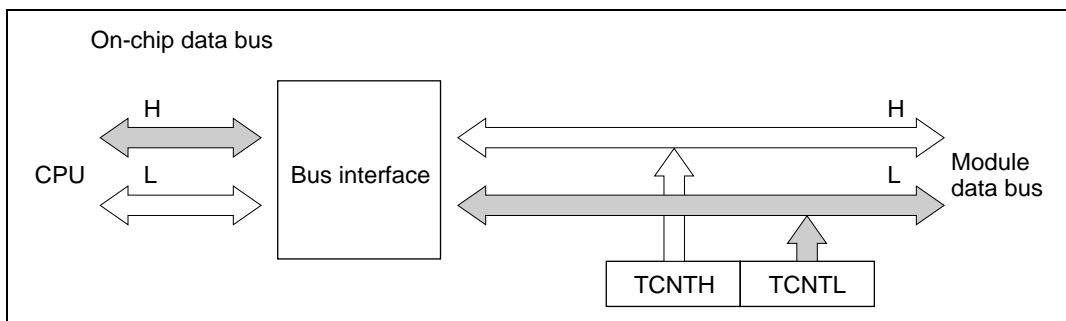 On-chip data bus
H
H
CPU
L
Bus interface
L
Module
data bus
TCNTH
TCNTL